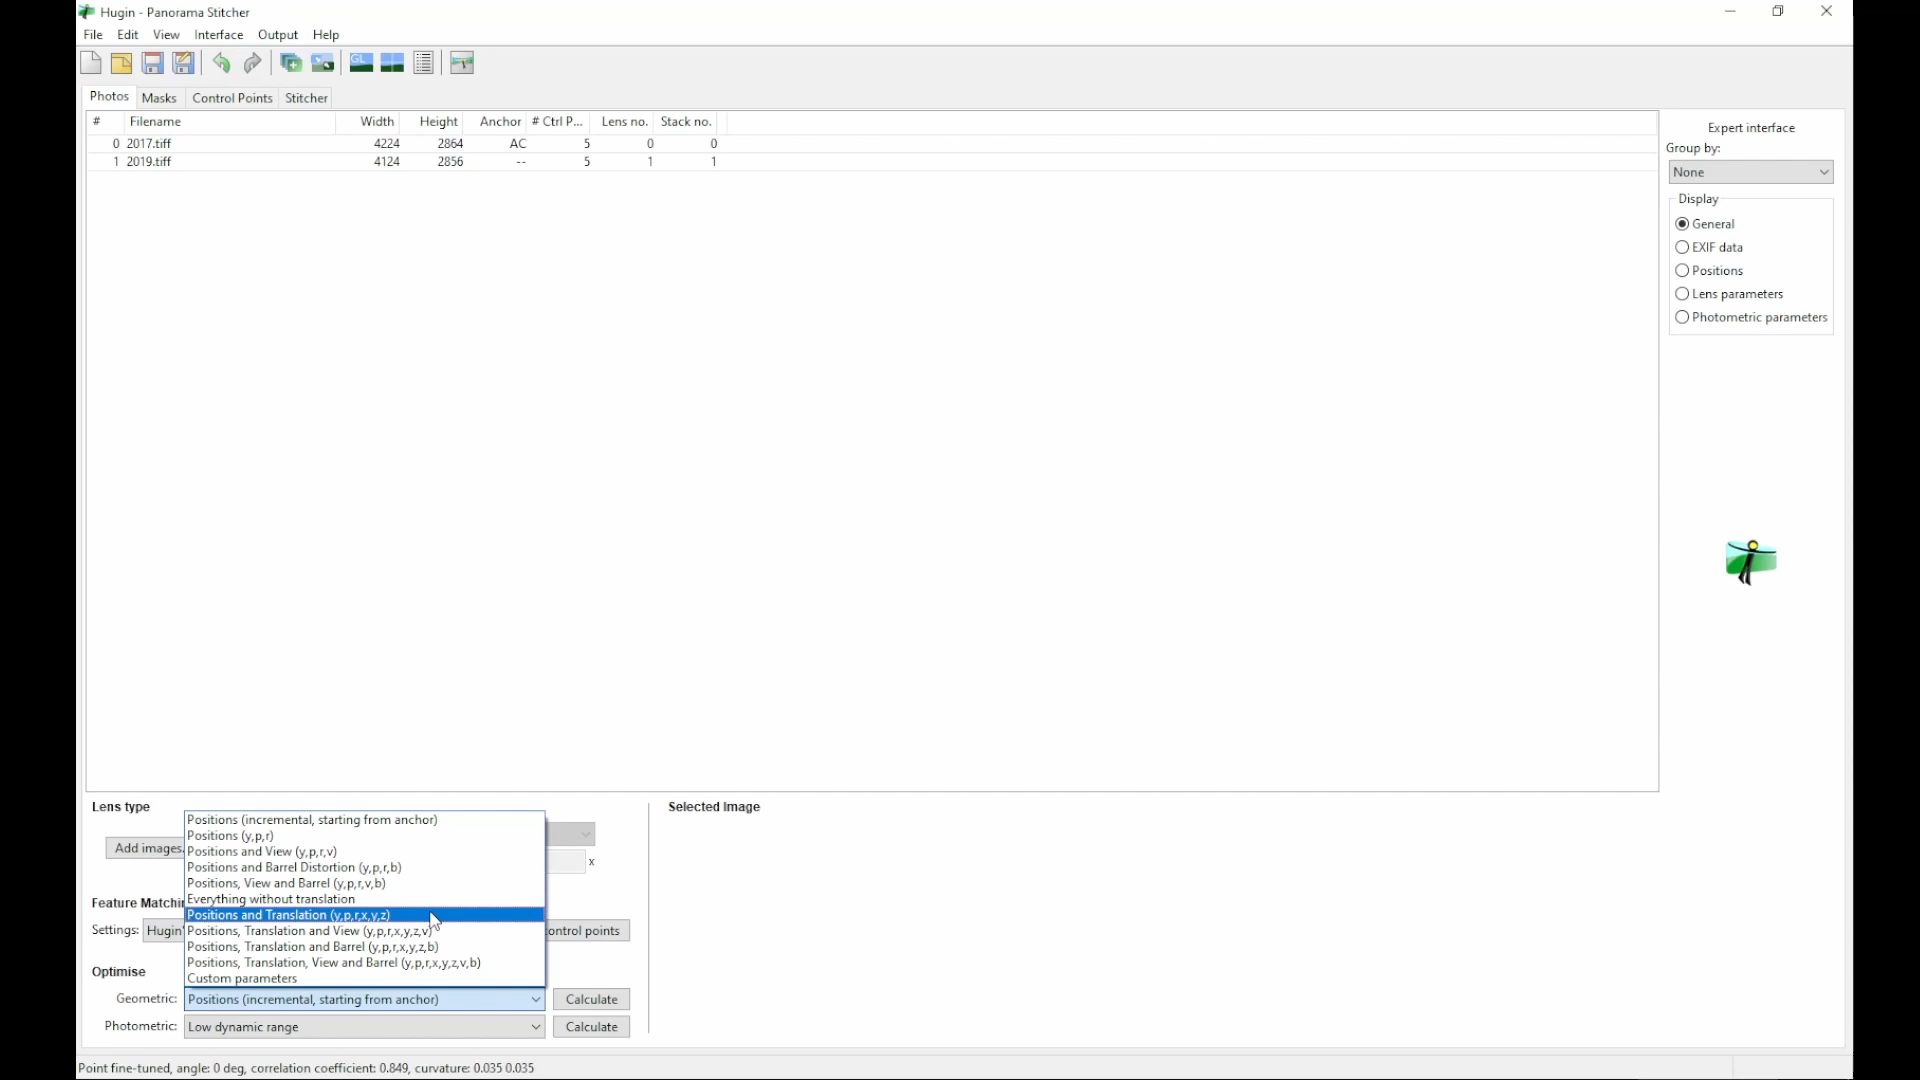 Hugin - Panorama Stitcher
File Edit View Interface Output Help
GL
Photos Masks Control Points Stitcher
# Filename Width Height Anchor # Ctrl P... Lens no. Stack no.
0 2017.tiff 4224 2864 AC 5 0 0
1 2019.tiff 4124 2856 -- 5 1 1
Expert interface
Group by:
None
Display
General
EXIF data
Positions
Lens parameters
Photometric parameters
Lens type
Selected Image
Positions (incremental, starting from anchor)
Positions (y,p,r)
Add images. Positions and View (y,p,r,v)
x
Positions and Barrel Distortion (y,p,r,b)
Positions, View and Barrel (y,p,r,v,b)
Everything without translation
Feature Matchin
Positions and Translation (y,p,r,x,y,z)
Settings: Hugin' Positions, Translation and View (y,p,r,x,y,z,v) ontrol points
Positions, Translation and Barrel (y,p,r,x,y,z,b)
Positions, Translation, View and Barrel (y,p,r,x,y,z,v,b)
Optimise
Custom parameters
Geometric: Positions (incremental, starting from anchor) Calculate
Photometric: Low dynamic range Calculate
Point fine-tuned, angle: 0 deg, correlation coefficient: 0.849, curvature: 0.035 0.035